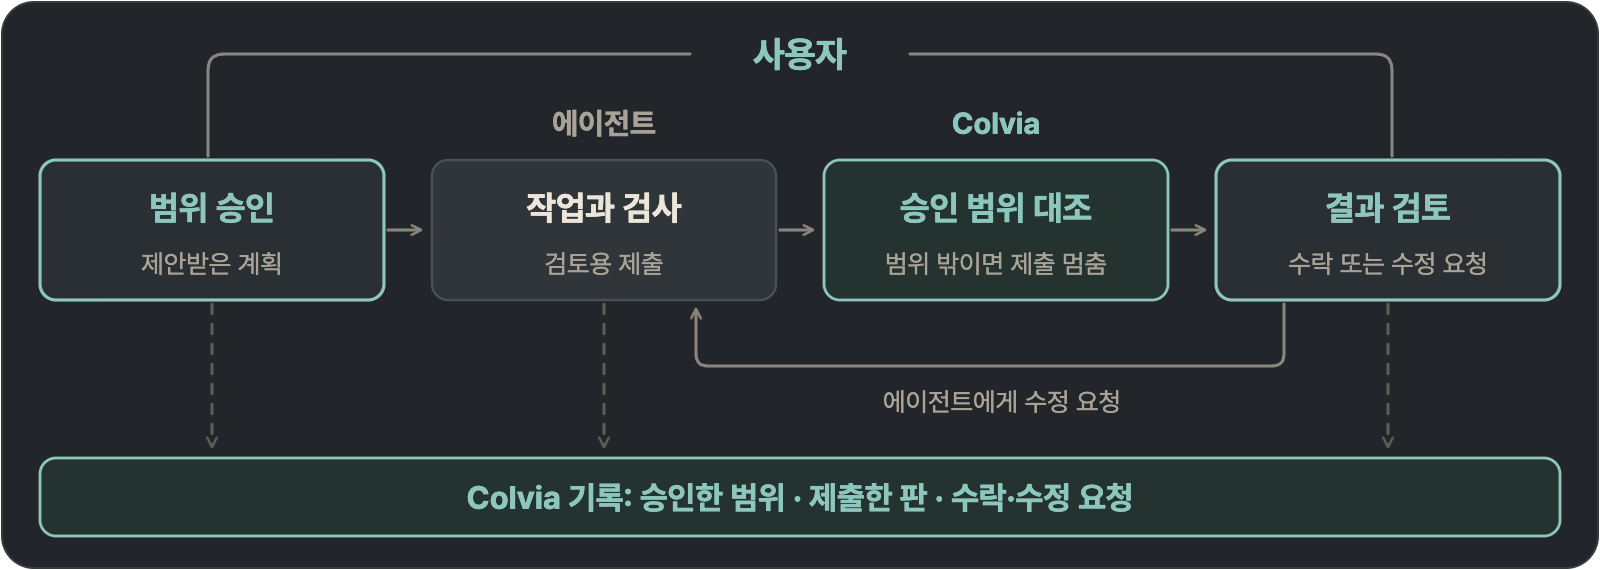 사용자
에이전트
Colvia
범위 승인
제안받은 계획
작업과 검사
검토용 제출
승인 범위 대조
범위 밖이면 제출 멈춤
결과 검토
수락 또는 수정 요청
에이전트에게 수정 요청
Colvia 기록: 승인한 범위 · 제출한 판 · 수락·수정 요청